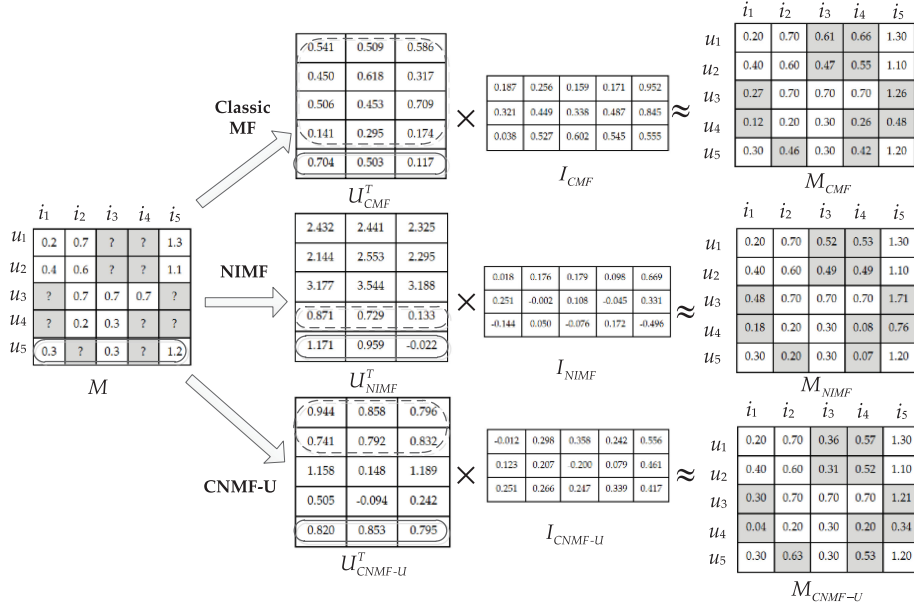 Classic
MF
0.541 0.509 0.586
0.450 0.618 0.317
0.506 0.453 0.709
0.141 0.295 0.174
0.704 0.503 0.117
U^T_CMF
×
0.187 0.256 0.159 0.171 0.952
0.321 0.449 0.338 0.487 0.845
0.038 0.527 0.602 0.545 0.555
I_CMF
≈
i1 i2 i3 i4 i5
u1 0.20 0.70 0.61 0.66 1.30
u2 0.40 0.60 0.47 0.55 1.10
u3 0.27 0.70 0.70 0.70 1.26
u4 0.12 0.20 0.30 0.26 0.48
u5 0.30 0.46 0.30 0.42 1.20
M_CMF
i1 i2 i3 i4 i5
u1 0.2 0.7 ? ? 1.3
u2 0.4 0.6 ? ? 1.1
u3 ? 0.7 0.7 0.7 ?
u4 ? 0.2 0.3 ? ?
u5 0.3 ? 0.3 ? 1.2
M
NIMF
2.432 2.441 2.325
2.144 2.553 2.295
3.177 3.544 3.188
0.871 0.729 0.133
1.171 0.959 -0.022
U^T_NIMF
×
0.018 0.176 0.179 0.098 0.669
0.251 -0.002 0.108 -0.045 0.331
-0.144 0.050 -0.076 0.172 -0.496
I_NIMF
≈
i1 i2 i3 i4 i5
u1 0.20 0.70 0.52 0.53 1.30
u2 0.40 0.60 0.49 0.49 1.10
u3 0.48 0.70 0.70 0.70 1.71
u4 0.18 0.20 0.30 0.08 0.76
u5 0.30 0.20 0.30 0.07 1.20
M_NIMF
CNMF-U
0.944 0.858 0.796
0.741 0.792 0.832
1.158 0.148 1.189
0.505 -0.094 0.242
0.820 0.853 0.795
U^T_CNMF-U
×
-0.012 0.298 0.358 0.242 0.556
0.123 0.207 -0.200 0.079 0.461
0.251 0.266 0.247 0.339 0.417
I_CNMF-U
≈
i1 i2 i3 i4 i5
u1 0.20 0.70 0.36 0.57 1.30
u2 0.40 0.60 0.31 0.52 1.10
u3 0.30 0.70 0.70 0.70 1.21
u4 0.04 0.20 0.30 0.20 0.34
u5 0.30 0.63 0.30 0.53 1.20
M_CNMF-U